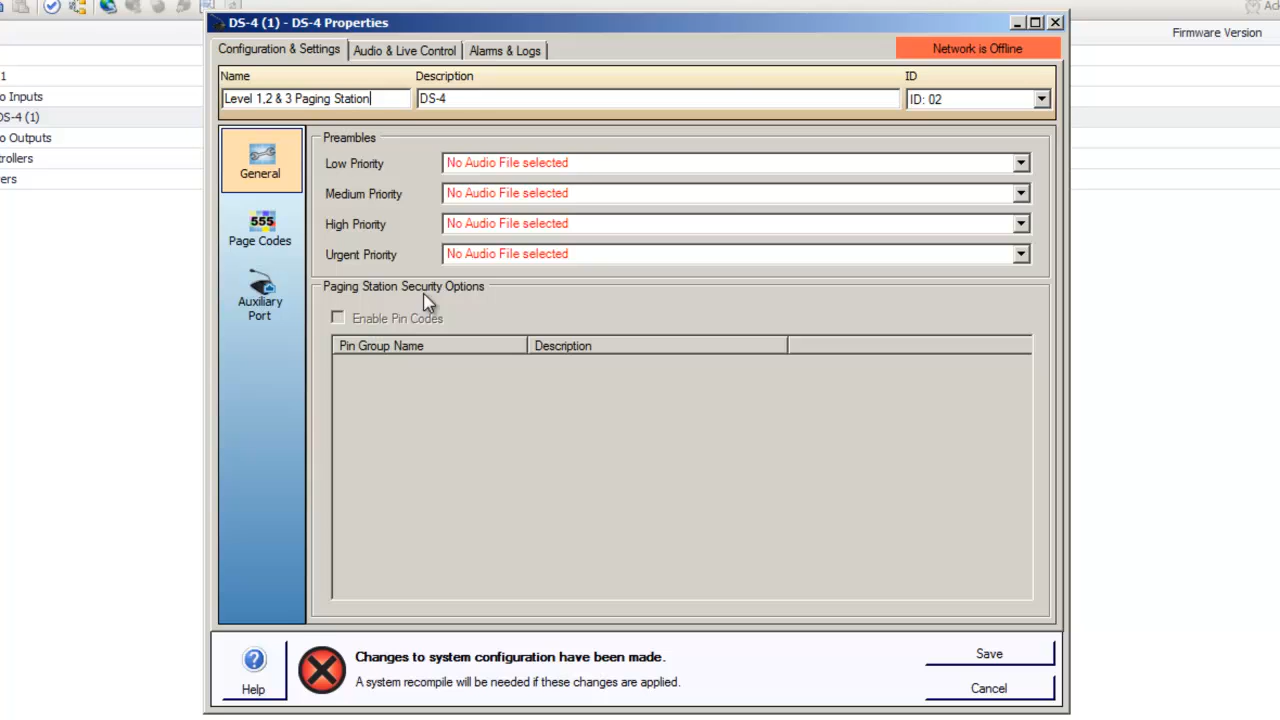 Ack
DS-4 (1) - DS-4 Properties
Firmware Version
Configuration & Settings
Audio & Live Control
Alarms & Logs
Network is Offline
1
o Inputs
DS-4 (1)
o Outputs
trollers
ers
Name
Description
ID
Level 1,2 & 3 Paging Station
DS-4
ID: 02
General
555
Page Codes
Auxiliary
Port
Preambles
Low Priority
No Audio File selected
Medium Priority
No Audio File selected
High Priority
No Audio File selected
Urgent Priority
No Audio File selected
Paging Station Security Options
Enable Pin Codes
Pin Group Name
Description
Help
Changes to system configuration have been made.
A system recompile will be needed if these changes are applied.
Save
Cancel